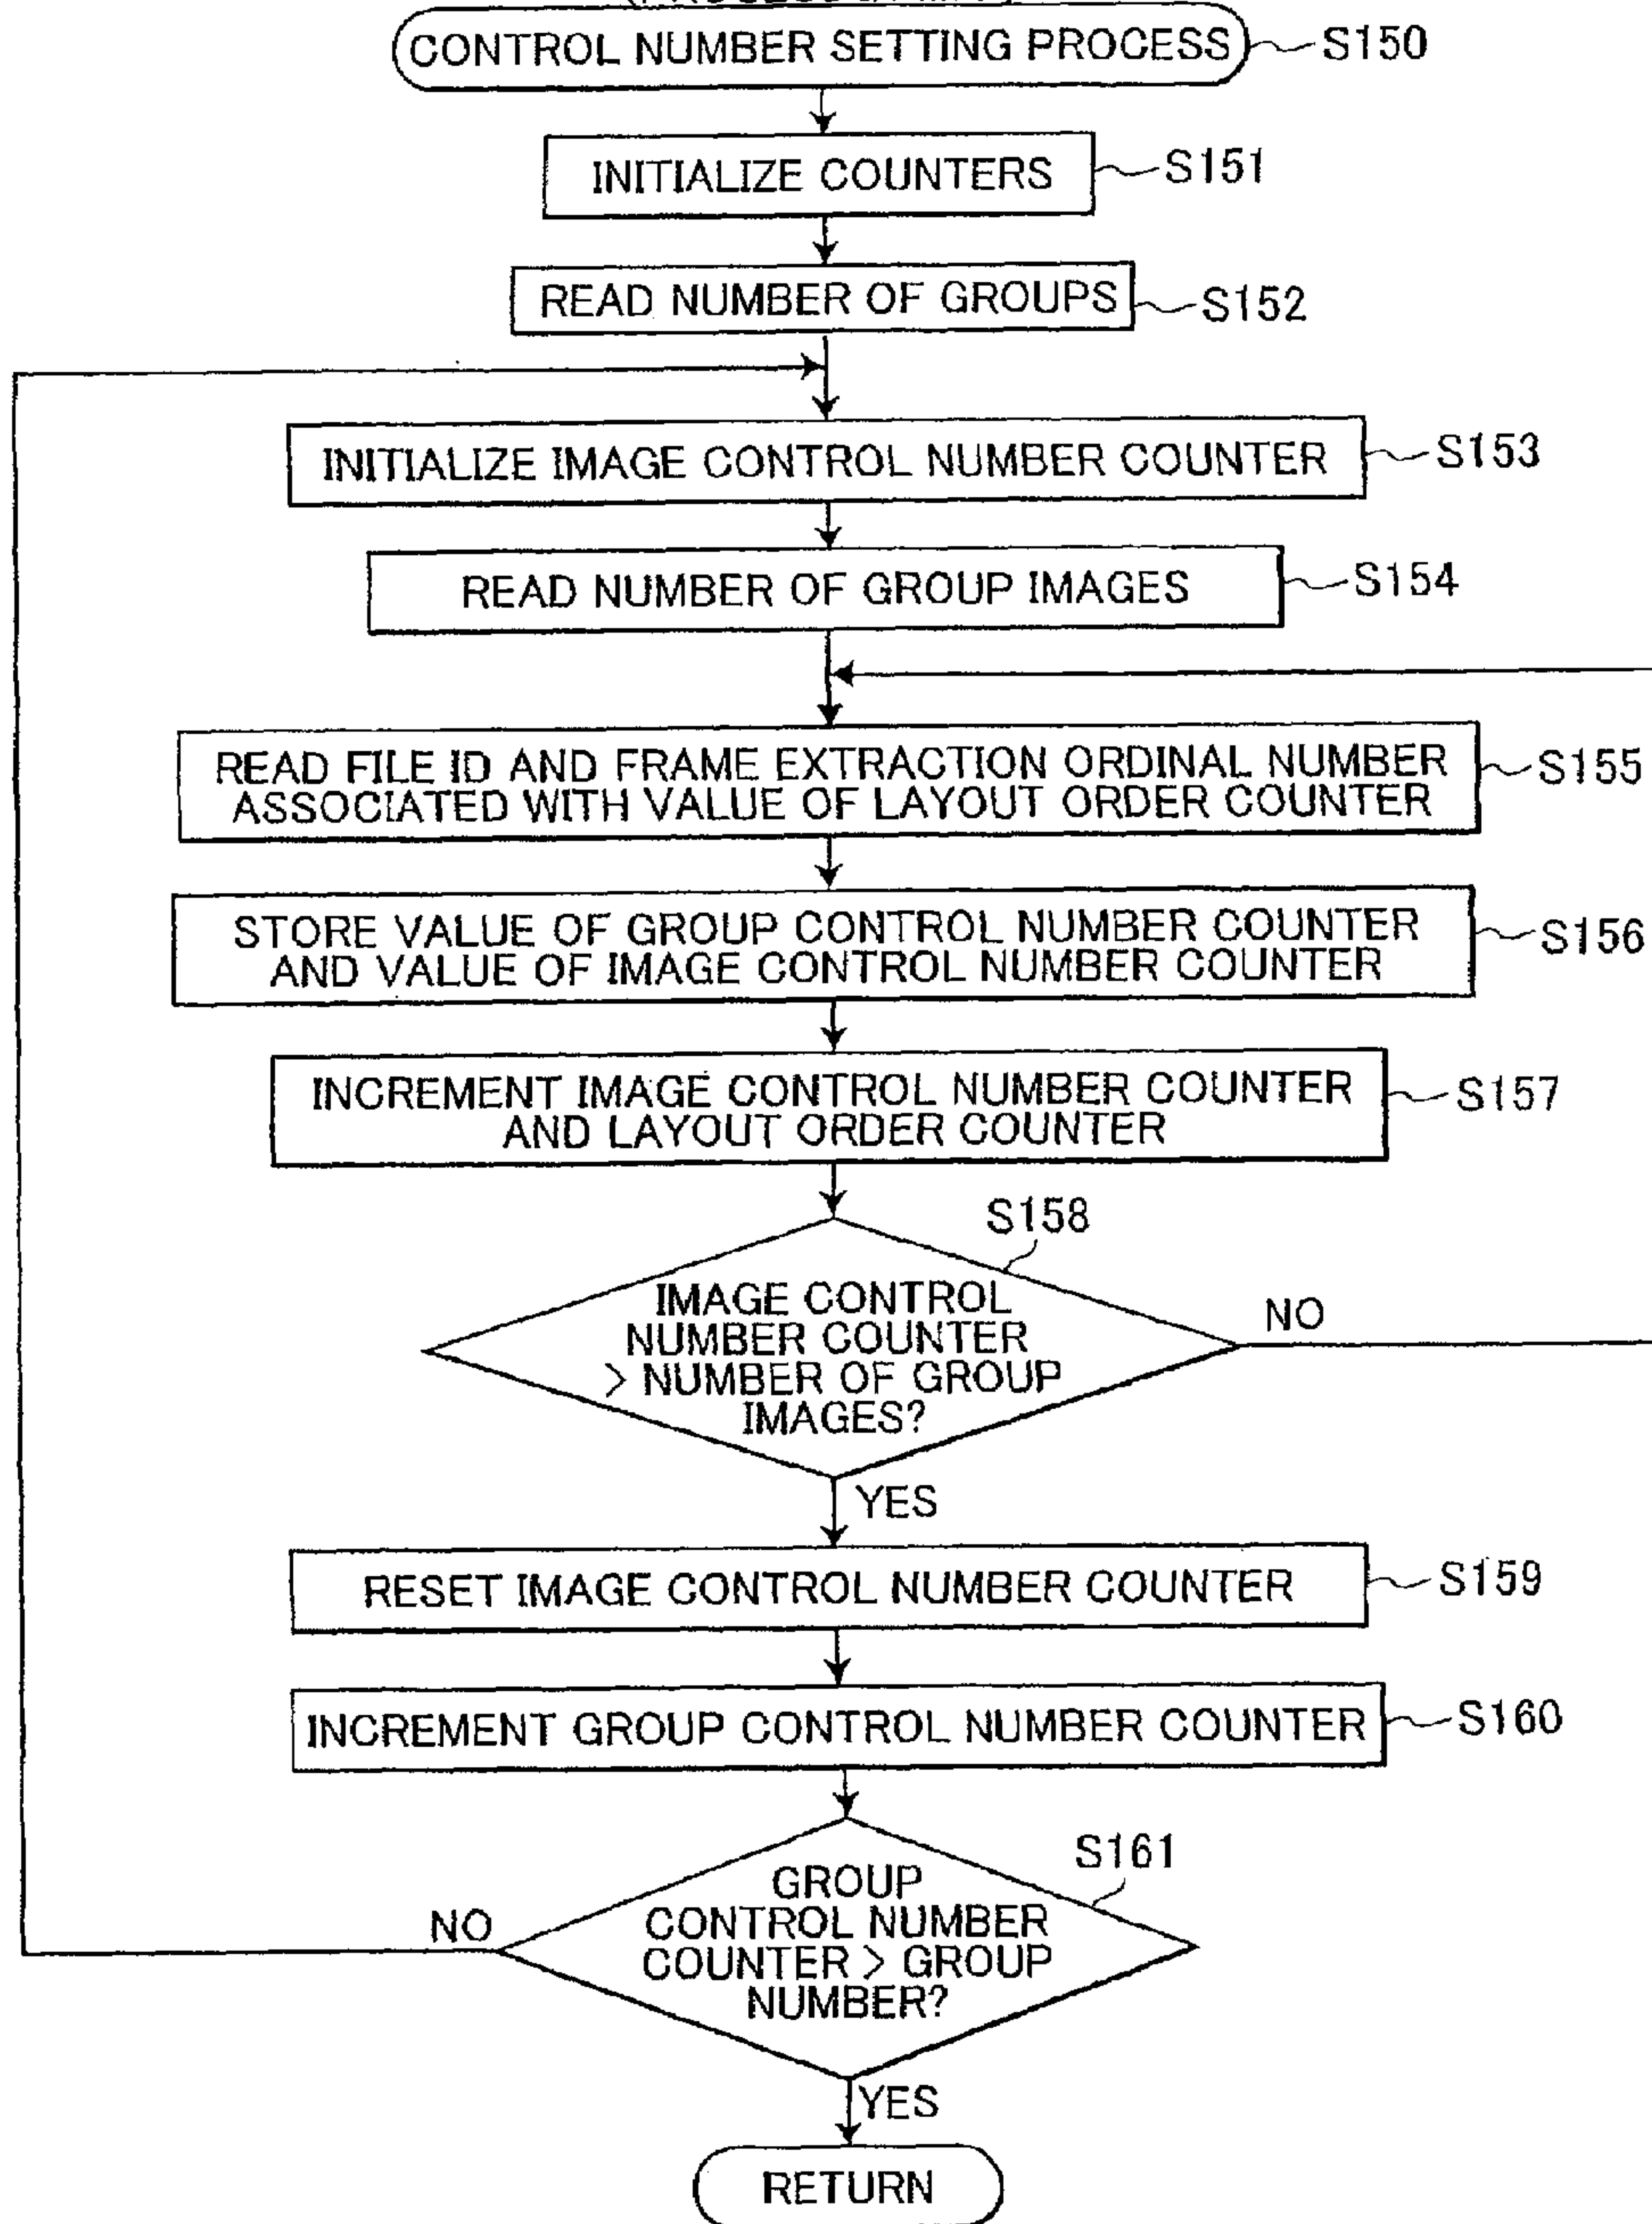 CONTROL NUMBER SETTING PROCESS S150
INITIALIZE COUNTERS S151
READ NUMBER OF GROUPS S152
INITIALIZE IMAGE CONTROL NUMBER COUNTER S153
READ NUMBER OF GROUP IMAGES S154
READ FILE ID AND FRAME EXTRACTION ORDINAL NUMBER
ASSOCIATED WITH VALUE OF LAYOUT ORDER COUNTER
S155
STORE VALUE OF GROUP CONTROL NUMBER COUNTER
AND VALUE OF IMAGE CONTROL NUMBER COUNTER
S156
INCREMENT IMAGE CONTROL NUMBER COUNTER
AND LAYOUT ORDER COUNTER
S157
S158
IMAGE CONTROL
NUMBER COUNTER
> NUMBER OF GROUP
IMAGES?
NO
YES
RESET IMAGE CONTROL NUMBER COUNTER S159
INCREMENT GROUP CONTROL NUMBER COUNTER S160
S161
GROUP
CONTROL NUMBER
COUNTER > GROUP
NUMBER?
NO
YES
RETURN